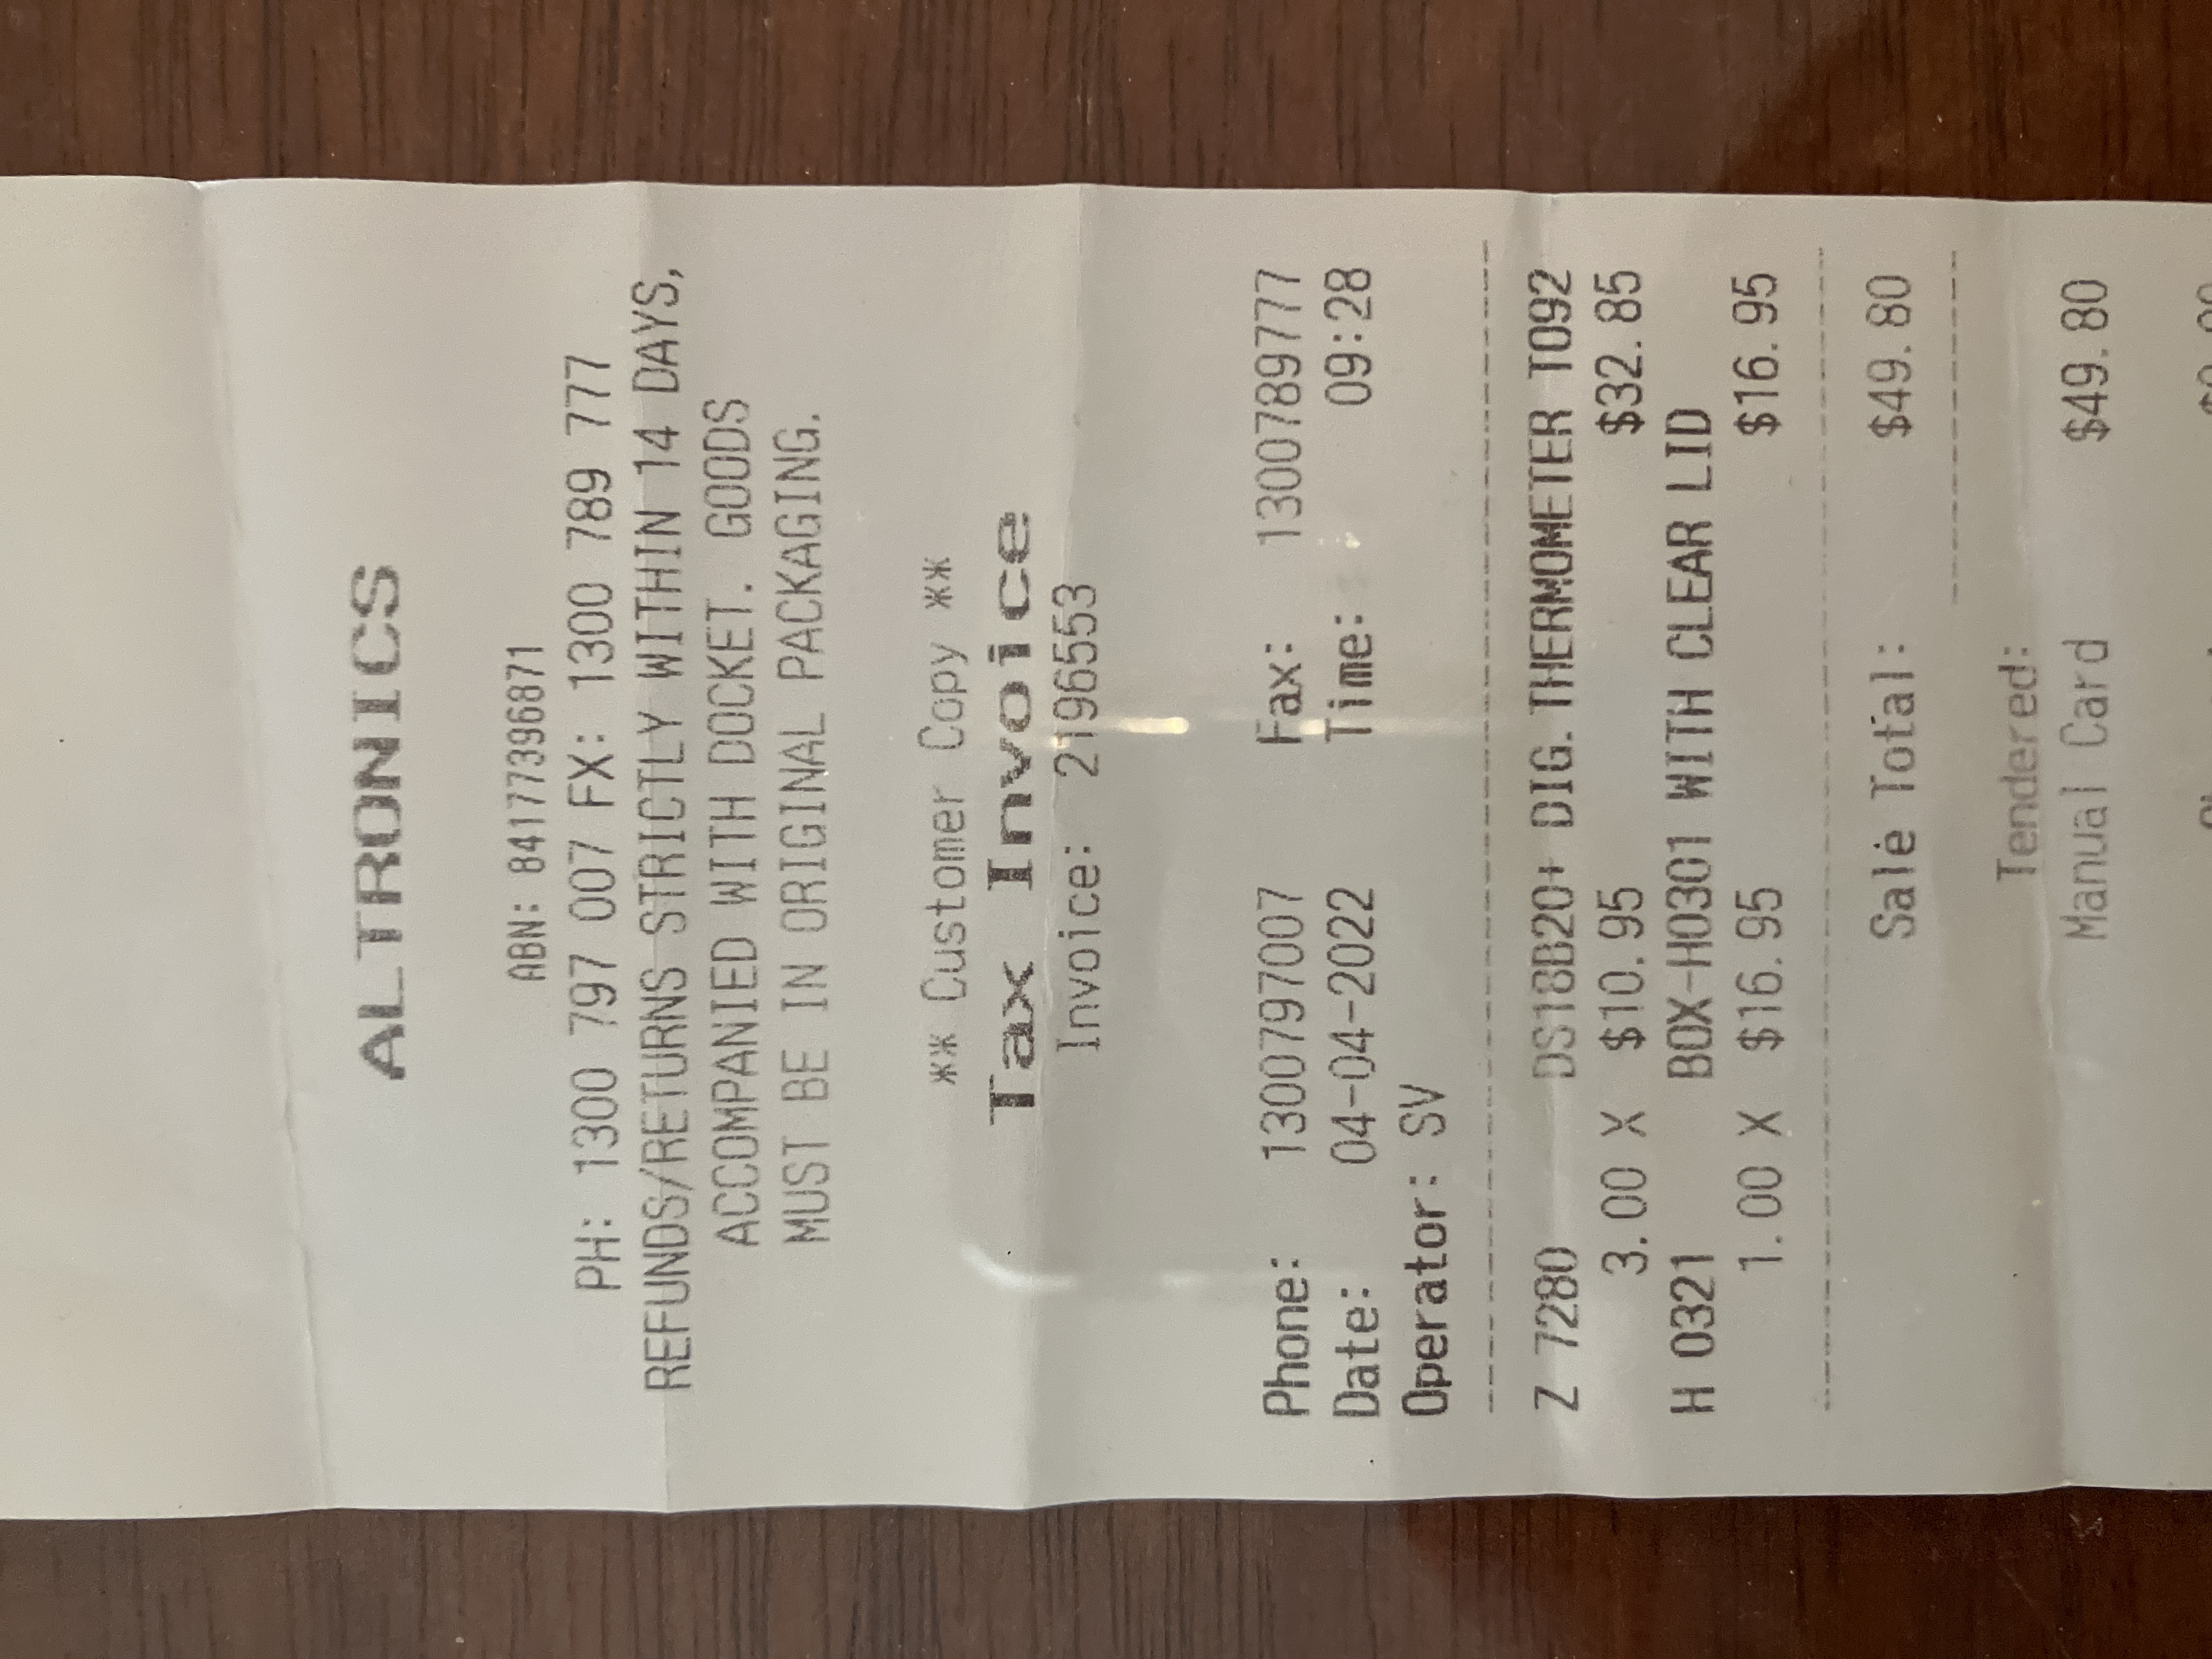 ALTRONICS
ABN: 84177396871
PH: 1300 797 007 FX: 1300 789 777
REFUNDS/RETURNS STRICTLY WITHIN 14 DAYS,
ACCOMPANIED WITH DOCKET. GOODS
MUST BE IN ORIGINAL PACKAGING.
** Customer Copy **
Tax Invoice
Invoice: 2196553
Phone: 1300797007 Fax: 1300789777
Date: 04-04-2022 Time: 09:28
Operator: SV
Z 7280 DS18B20+ DIG. THERMOMETER TO92
3.00 X $10.95 $32.85
H 0321 BOX-H0301 WITH CLEAR LID
1.00 X $16.95 $16.95
Sale Total: $49.80
Tendered:
Manual Card $49.80